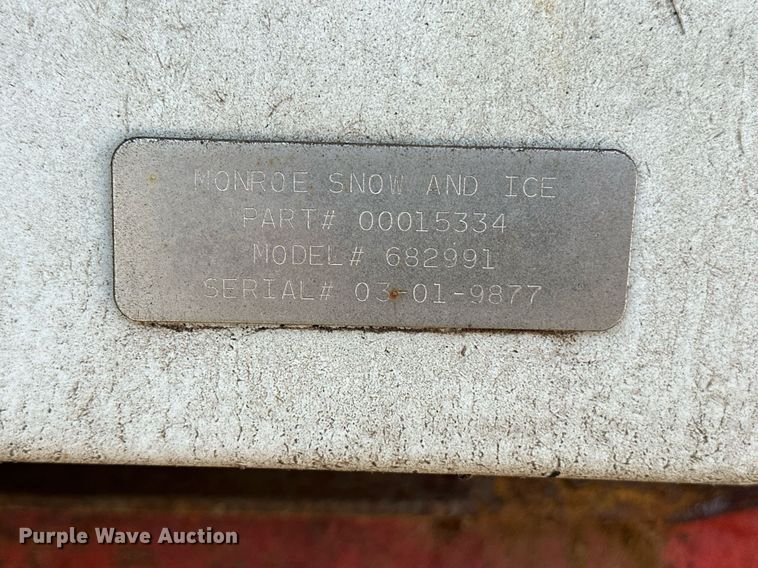 MONROE SNOW AND ICE
PART# 00015334
MODEL# 682991
SERIAL# 03-01-9877
Purple Wave Auction®